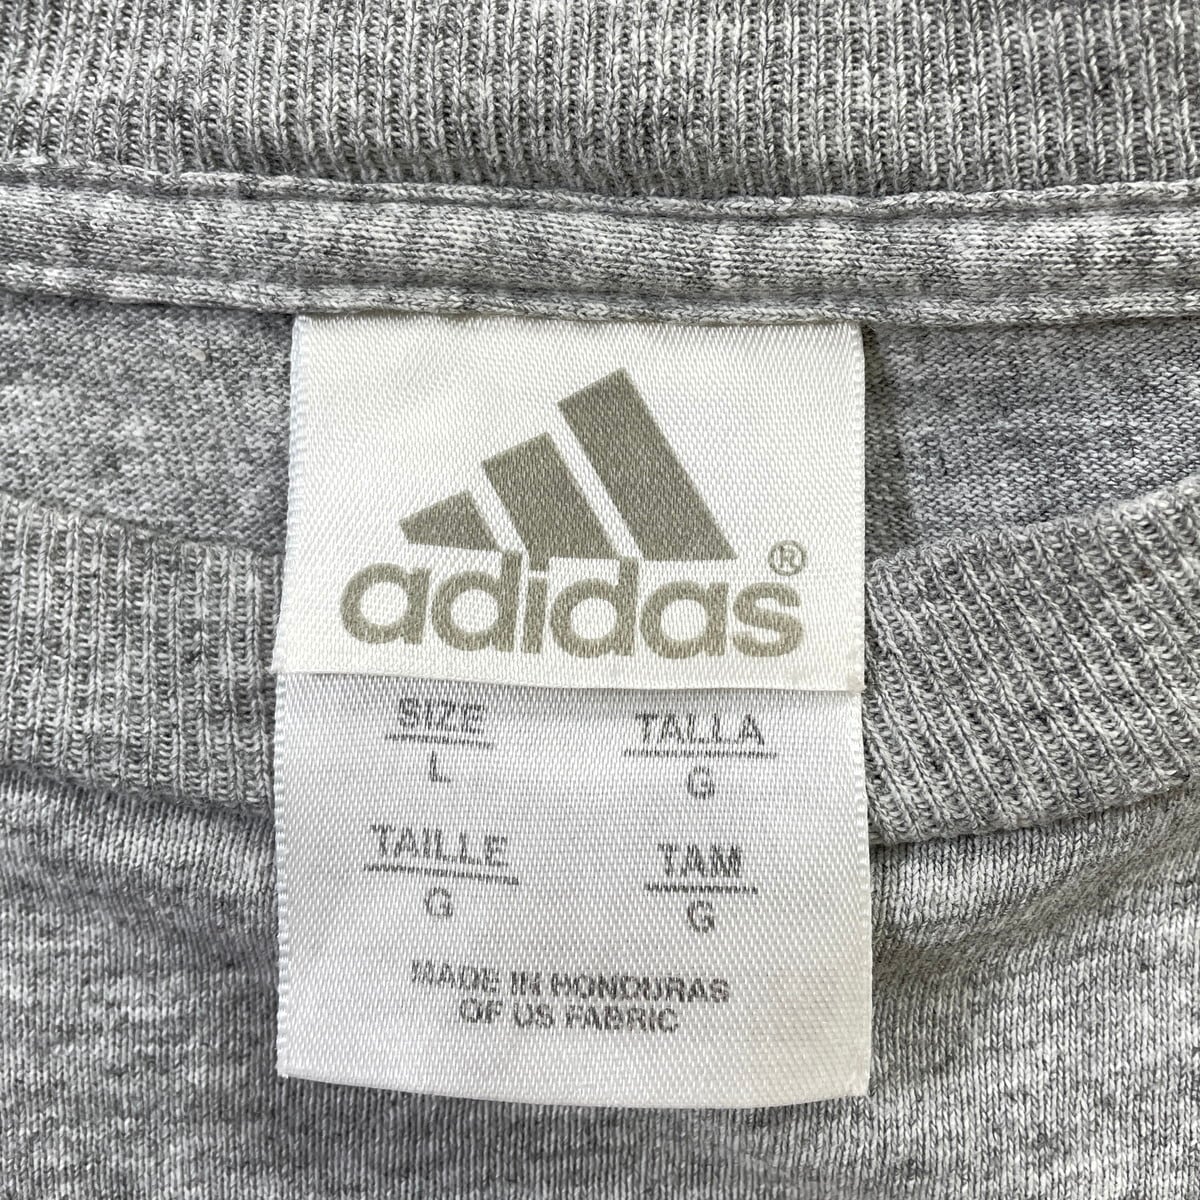 adidas®
SIZE TALLA
L G
TAILLE TAM
G G
MADE IN HONDURAS
OF US FABRIC